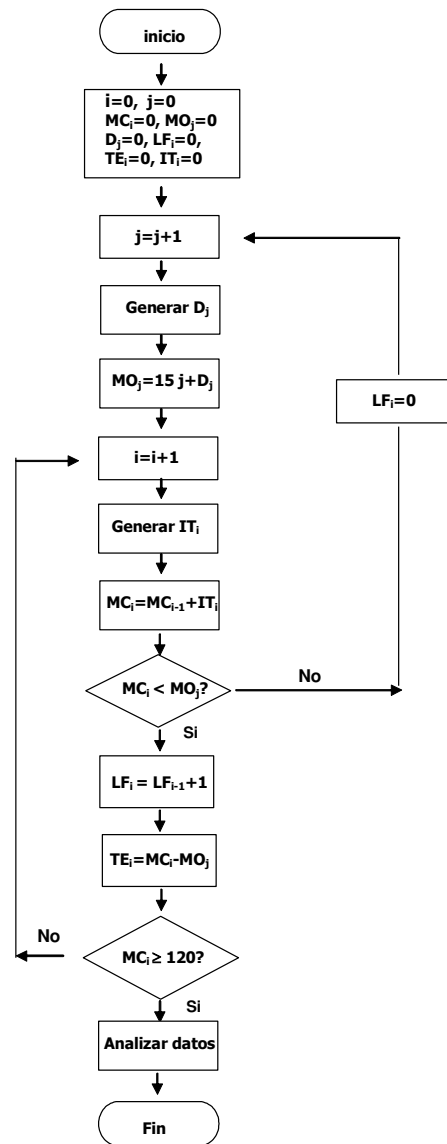 inicio
i=0, j=0
MCᵢ=0, MOⱼ=0
Dⱼ=0, LFᵢ=0,
TEᵢ=0, ITᵢ=0
j=j+1
Generar Dⱼ
MOⱼ=15 j+Dⱼ
LFᵢ=0
i=i+1
Generar ITᵢ
MCᵢ=MCᵢ₋₁+ITᵢ
MCᵢ < MOⱼ?
No
Si
LFᵢ = LFᵢ₋₁+1
TEᵢ=MCᵢ-MOⱼ
No
MCᵢ ≥ 120?
Si
Analizar datos
Fin